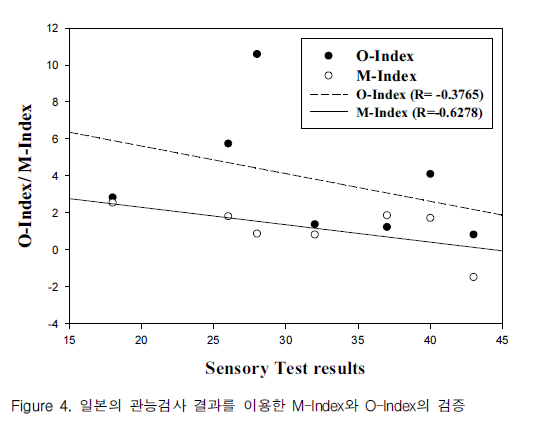 12
10
8
6
4
2
0
-2
-4
O-Index/ M-Index
O-Index
M-Index
O-Index (R= -0.3765)
M-Index (R=-0.6278)
15 20 25 30 35 40 45
Sensory Test results
Figure 4. 일본의 관능검사 결과를 이용한 M-Index와 O-Index의 검증